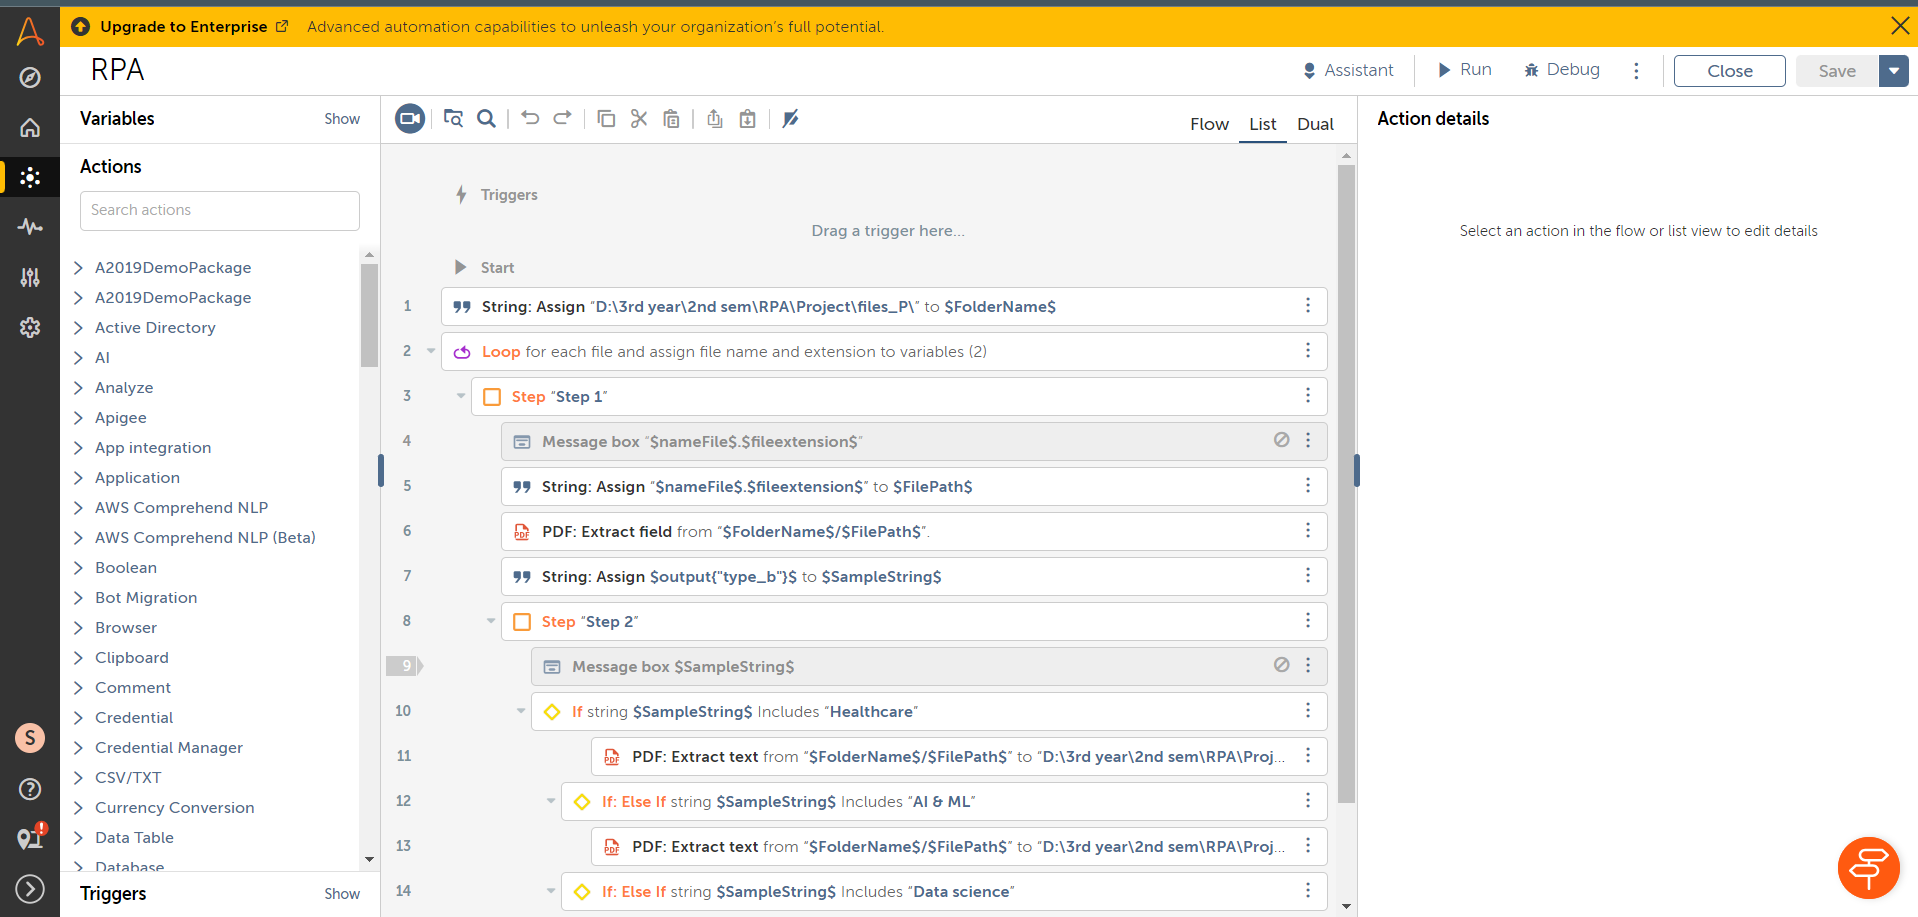 Upgrade to Enterprise Advanced automation capabilities to unleash your organization's full potential.
RPA
Assistant Run Debug Close Save
Variables Show
Flow List Dual
Action details
Actions
Search actions
A2019DemoPackage
A2019DemoPackage
Active Directory
AI
Analyze
Apigee
App integration
Application
AWS Comprehend NLP
AWS Comprehend NLP (Beta)
Boolean
Bot Migration
Browser
Clipboard
Comment
Credential
Credential Manager
CSV/TXT
Currency Conversion
Data Table
Database
Triggers Show
S
Triggers
Drag a trigger here...
Start
1 String: Assign “D:\3rd year\2nd sem\RPA\Project\files_P\” to $FolderName$
2 Loop for each file and assign file name and extension to variables (2)
3 Step “Step 1”
4 Message box “$nameFile$.$fileextension$”
5 String: Assign “$nameFile$.$fileextension$” to $FilePath$
6 PDF: Extract field from “$FolderName$/$FilePath$”.
7 String: Assign $output{"type_b"}$ to $SampleString$
8 Step “Step 2”
9 Message box $SampleString$
10 If string $SampleString$ Includes “Healthcare”
11 PDF: Extract text from “$FolderName$/$FilePath$” to “D:\3rd year\2nd sem\RPA\Proj...
12 If: Else If string $SampleString$ Includes “AI & ML”
13 PDF: Extract text from “$FolderName$/$FilePath$” to “D:\3rd year\2nd sem\RPA\Proj...
14 If: Else If string $SampleString$ Includes “Data science”
Select an action in the flow or list view to edit details